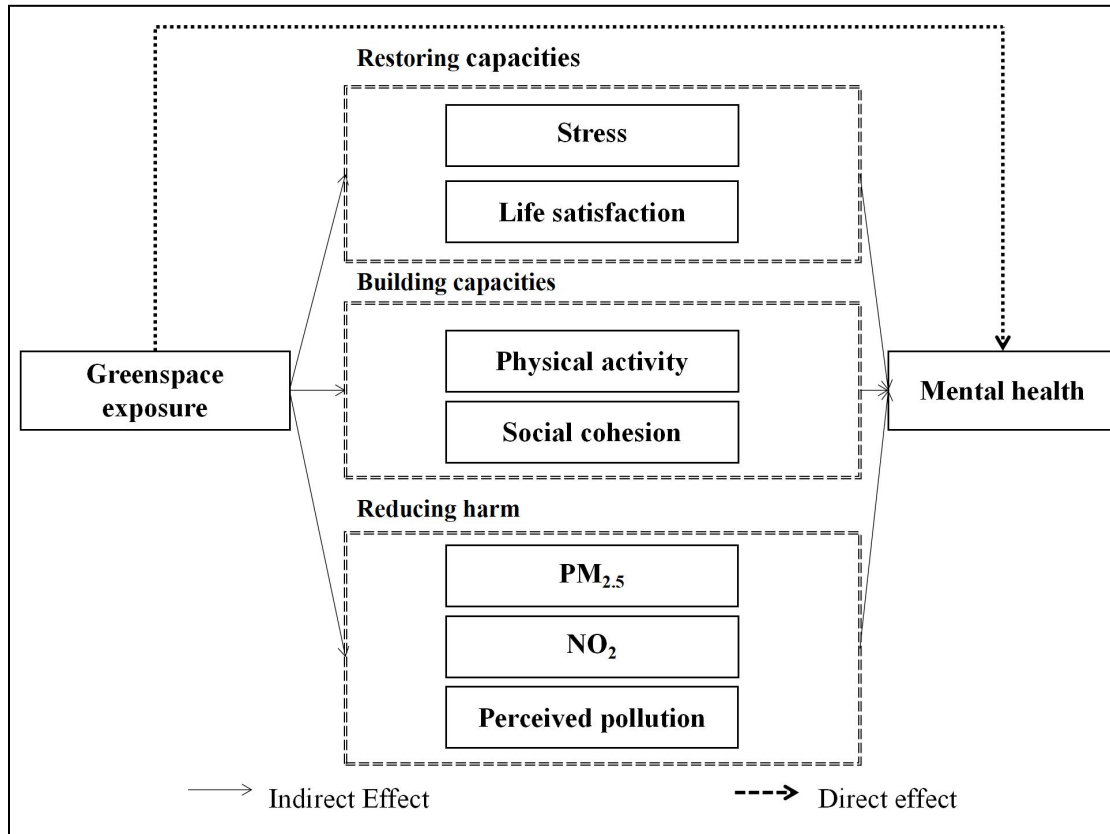 Restoring capacities
Stress
Life satisfaction
Building capacities
Physical activity
Social cohesion
Greenspace
exposure
Mental health
Reducing harm
PM₂.₅
NO₂
Perceived pollution
Indirect Effect
Direct effect